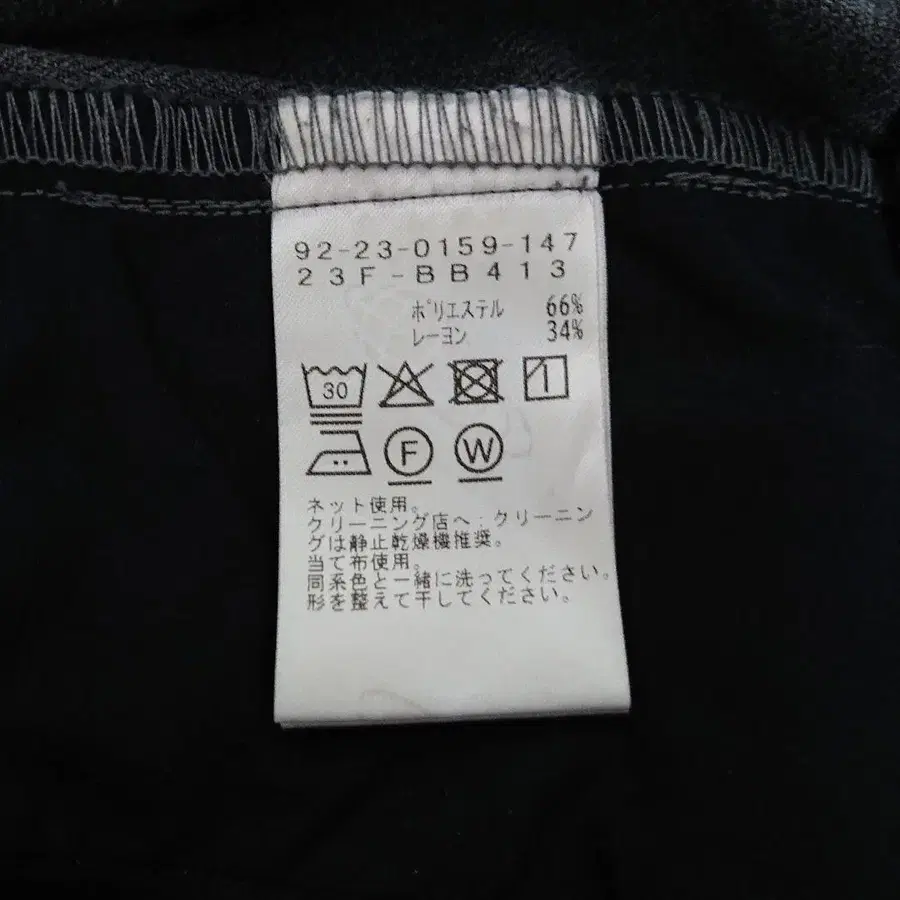 92-23-0159-147
23F-BB413
ポリエステル 66%
レーヨン 34%
30
F W
ネット使用。
クリーニング店へ:クリーニン
グは静止乾燥機推奨。
当て布使用。
同系色と一緒に洗ってください。
形を整えて干してください。